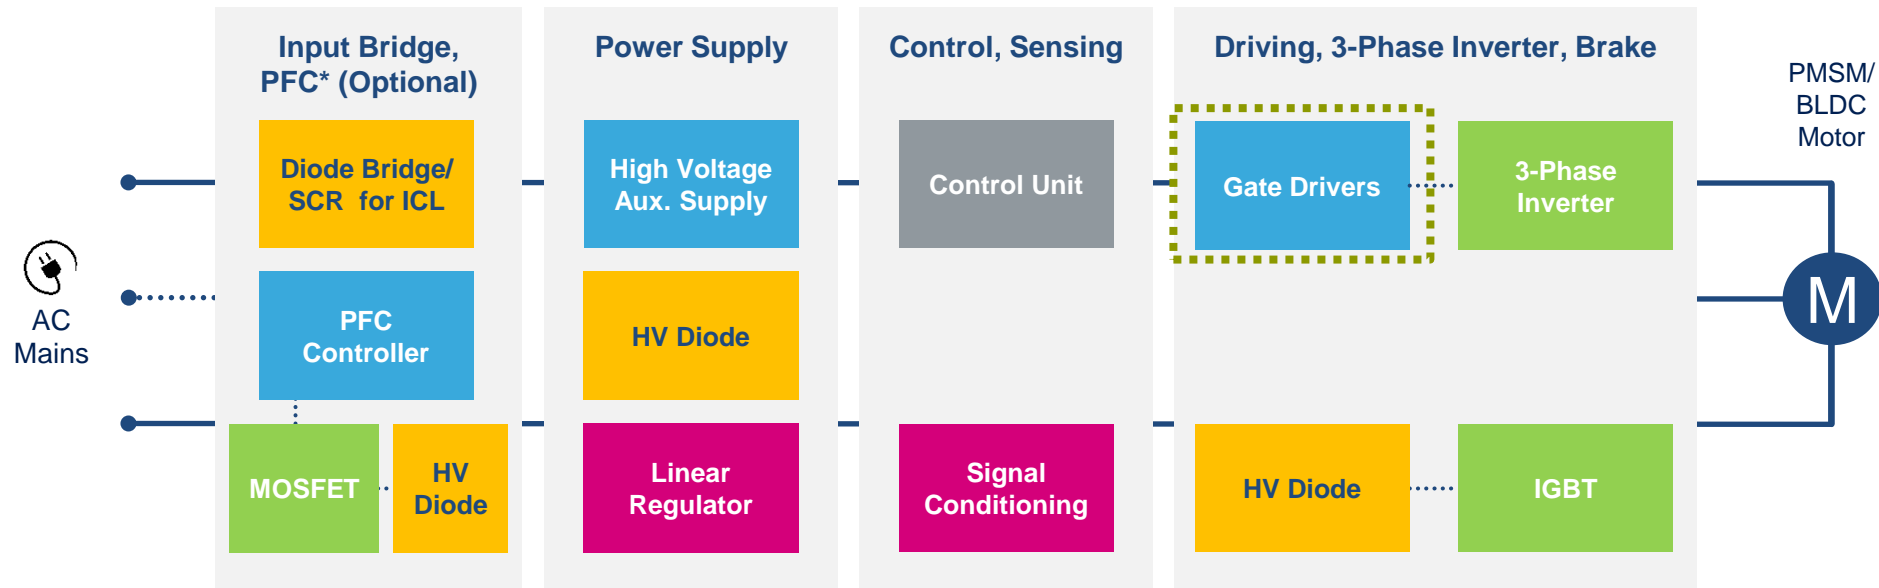 Input Bridge,
PFC* (Optional)
Power Supply
Control, Sensing
Driving, 3-Phase Inverter, Brake
PMSM/
BLDC
Motor
Diode Bridge/
SCR for ICL
High Voltage
Aux. Supply
Control Unit
Gate Drivers
3-Phase
Inverter
AC
Mains
PFC
Controller
HV Diode
M
MOSFET
HV
Diode
Linear
Regulator
Signal
Conditioning
HV Diode
IGBT